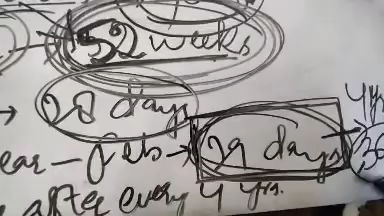 52 weeks
→ 28 days
ear - Feb → 29 days
after every 4 yrs.